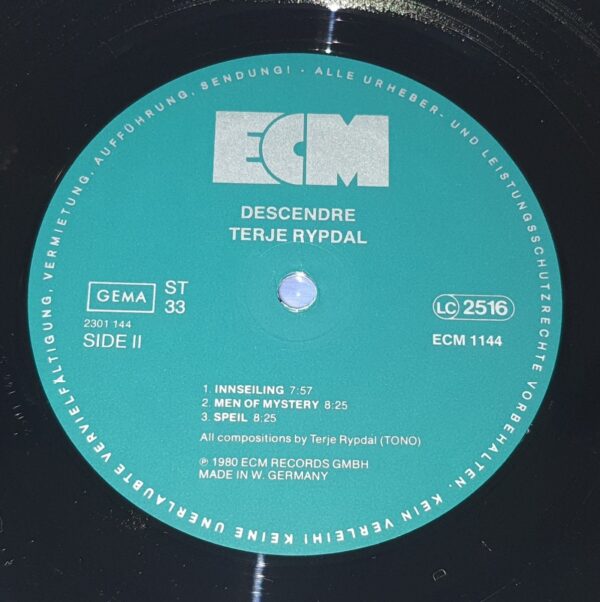 ALLE URHEBER- UND LEISTUNGSSCHUTZRECHTE VORBEHALTEN. KEIN VERLEIH! KEINE UNERLAUBTE VERVIELFÄLTIGUNG, VERMIETUNG, AUFFÜHRUNG, SENDUNG! ·
ECM
DESCENDRE
TERJE RYPDAL
GEMA
ST
33
LC 2516
2301 144
SIDE II
ECM 1144
1. INNSEILING 7:57
2. MEN OF MYSTERY 8:25
3. SPEIL 8:25
All compositions by Terje Rypdal (TONO)
℗ 1980 ECM RECORDS GMBH
MADE IN W. GERMANY